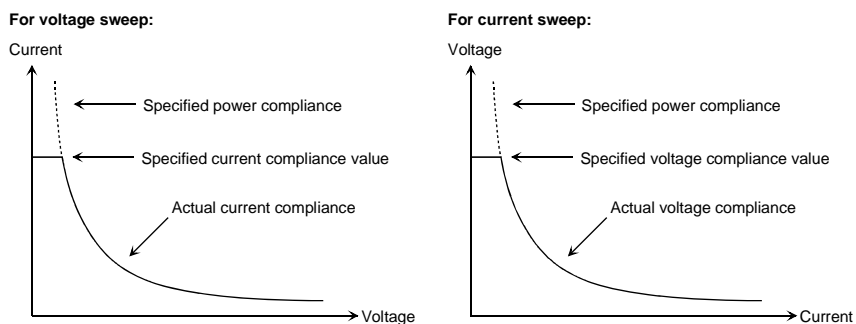 For voltage sweep:
Current
Specified power compliance
Specified current compliance value
Actual current compliance
Voltage
For current sweep:
Voltage
Specified power compliance
Specified voltage compliance value
Actual voltage compliance
Current